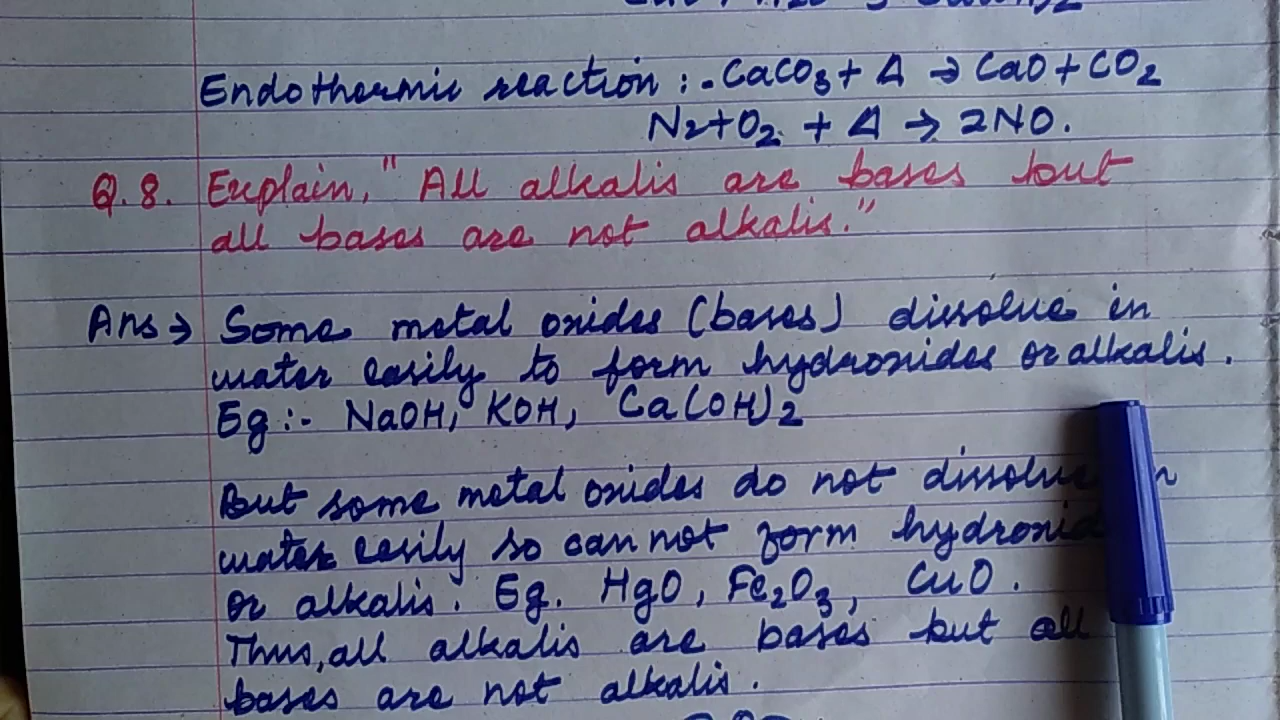 Endothermic reaction :- CaCO3 + Δ → CaO + CO2
N2 + O2 + Δ → 2NO.
Q.8. Explain, "All alkalis are bases but
all bases are not alkalis."
Ans → Some metal oxides (bases) dissolve in
water easily to form hydroxides or alkalis.
Eg :- NaOH, KOH, Ca(OH)2
But some metal oxides do not dissolve
water easily so can not form
or alkalis. Eg. HgO, Fe2O3, CuO.
Thus, all alkalis are bases but all
bases are not alkalis.